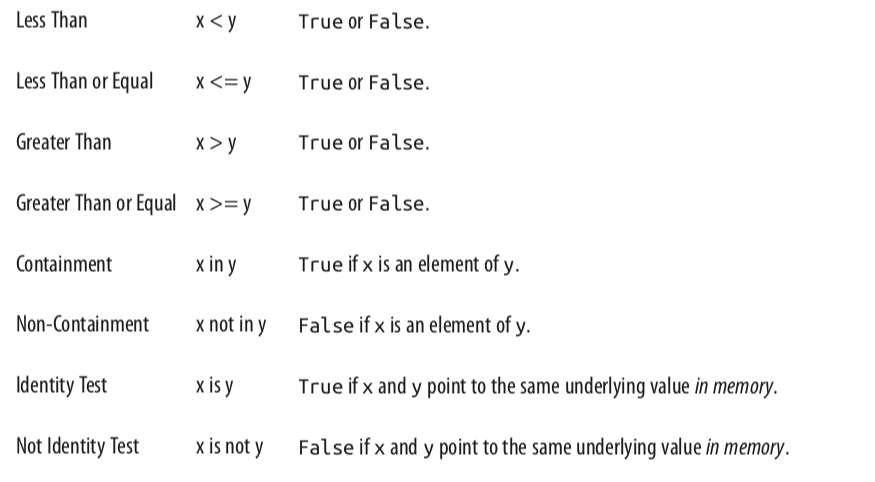 Less Than x < y True or False.
Less Than or Equal x <= y True or False.
Greater Than x > y True or False.
Greater Than or Equal x >= y True or False.
Containment x in y True if x is an element of y.
Non-Containment x not in y False if x is an element of y.
Identity Test x is y True if x and y point to the same underlying value in memory.
Not Identity Test x is not y False if x and y point to the same underlying value in memory.